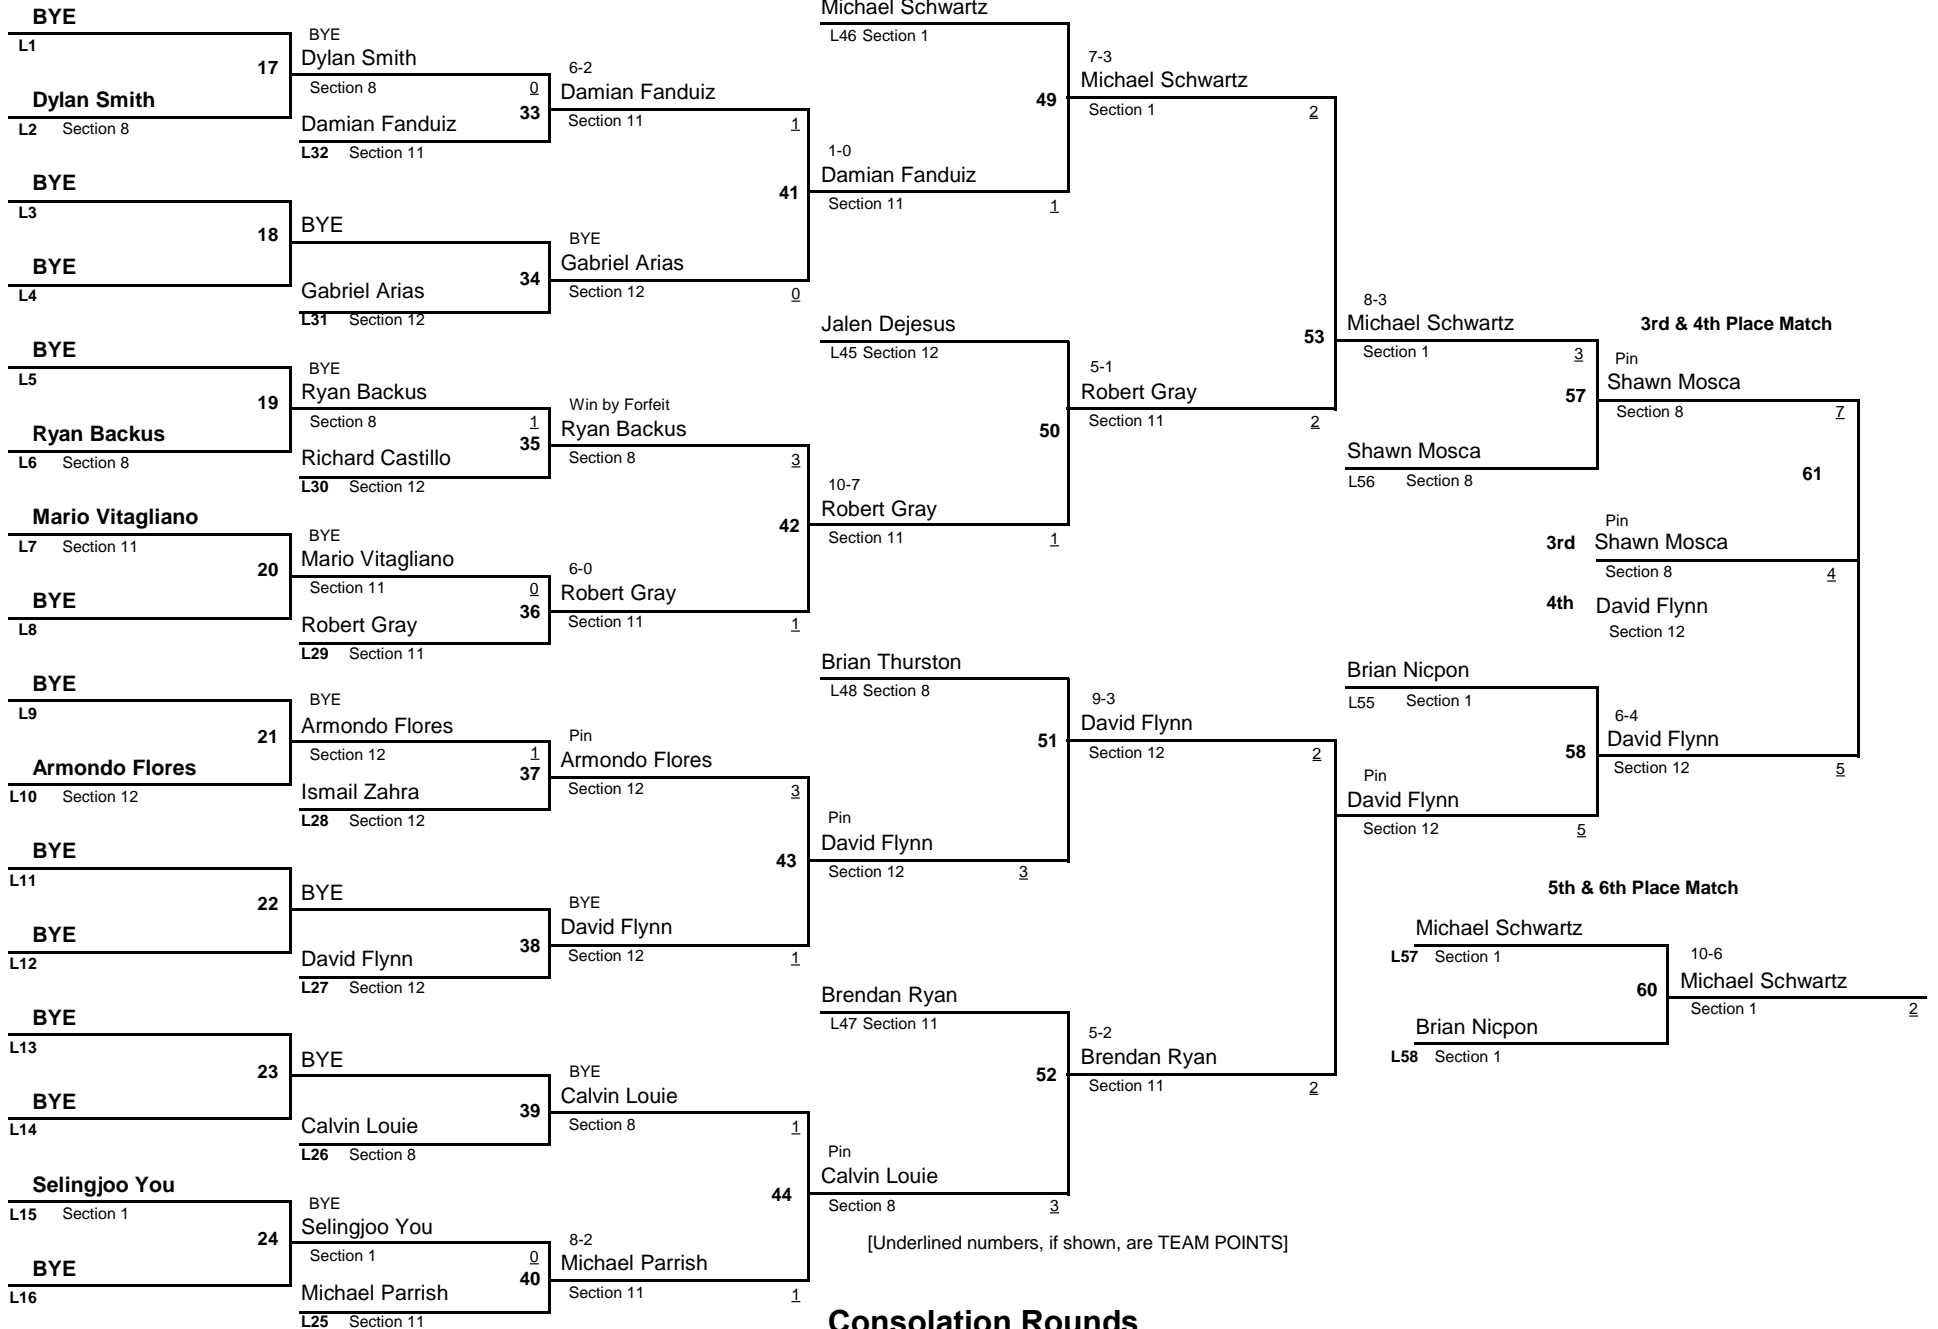 BYE
L1
17
Dylan Smith
L2 Section 8
BYE
L3
18
BYE
L4
BYE
L5
19
Ryan Backus
L6 Section 8
Mario Vitagliano
L7 Section 11
20
BYE
L8
BYE
L9
21
Armondo Flores
L10 Section 12
BYE
L11
22
BYE
L12
BYE
L13
23
BYE
L14
Selingjoo You
L15 Section 1
24
BYE
L16
BYE
Dylan Smith
Section 8 0
33
Damian Fanduiz
L32 Section 11
BYE
34
Gabriel Arias
L31 Section 12
BYE
Ryan Backus
Section 8 1
35
Richard Castillo
L30 Section 12
BYE
Mario Vitagliano
Section 11 0
36
Robert Gray
L29 Section 11
BYE
Armondo Flores
Section 12 1
37
Ismail Zahra
L28 Section 12
BYE
38
David Flynn
L27 Section 12
BYE
39
Calvin Louie
L26 Section 8
BYE
Selingjoo You
Section 1 0
40
Michael Parrish
L25 Section 11
6-2
Damian Fanduiz
Section 11 1
41
BYE
Gabriel Arias
Section 12 0
Win by Forfeit
Ryan Backus
Section 8 3
42
6-0
Robert Gray
Section 11 1
Pin
Armondo Flores
Section 12 3
43
BYE
David Flynn
Section 12 1
BYE
Calvin Louie
Section 8 1
44
8-2
Michael Parrish
Section 11 1
Michael Schwartz
L46 Section 1
49
1-0
Damian Fanduiz
Section 11 1
Jalen Dejesus
L45 Section 12
50
10-7
Robert Gray
Section 11 1
Brian Thurston
L48 Section 8
51
Pin
David Flynn
Section 12 3
Brendan Ryan
L47 Section 11
52
Pin
Calvin Louie
Section 8 3
[Underlined numbers, if shown, are TEAM POINTS]
Consolation Rounds
7-3
Michael Schwartz
Section 1 2
53
5-1
Robert Gray
Section 11 2
9-3
David Flynn
Section 12 2
5-2
Brendan Ryan
Section 11 2
8-3
Michael Schwartz
Section 1 3
57
Shawn Mosca
L56 Section 8
Brian Nicpon
L55 Section 1
58
Pin
David Flynn
Section 12 5
3rd & 4th Place Match
Pin
Shawn Mosca
Section 8 7
61
Pin
3rd Shawn Mosca
Section 8 4
4th David Flynn
Section 12
6-4
David Flynn
Section 12 5
5th & 6th Place Match
Michael Schwartz
L57 Section 1
60
Brian Nicpon
L58 Section 1
10-6
Michael Schwartz
Section 1 2